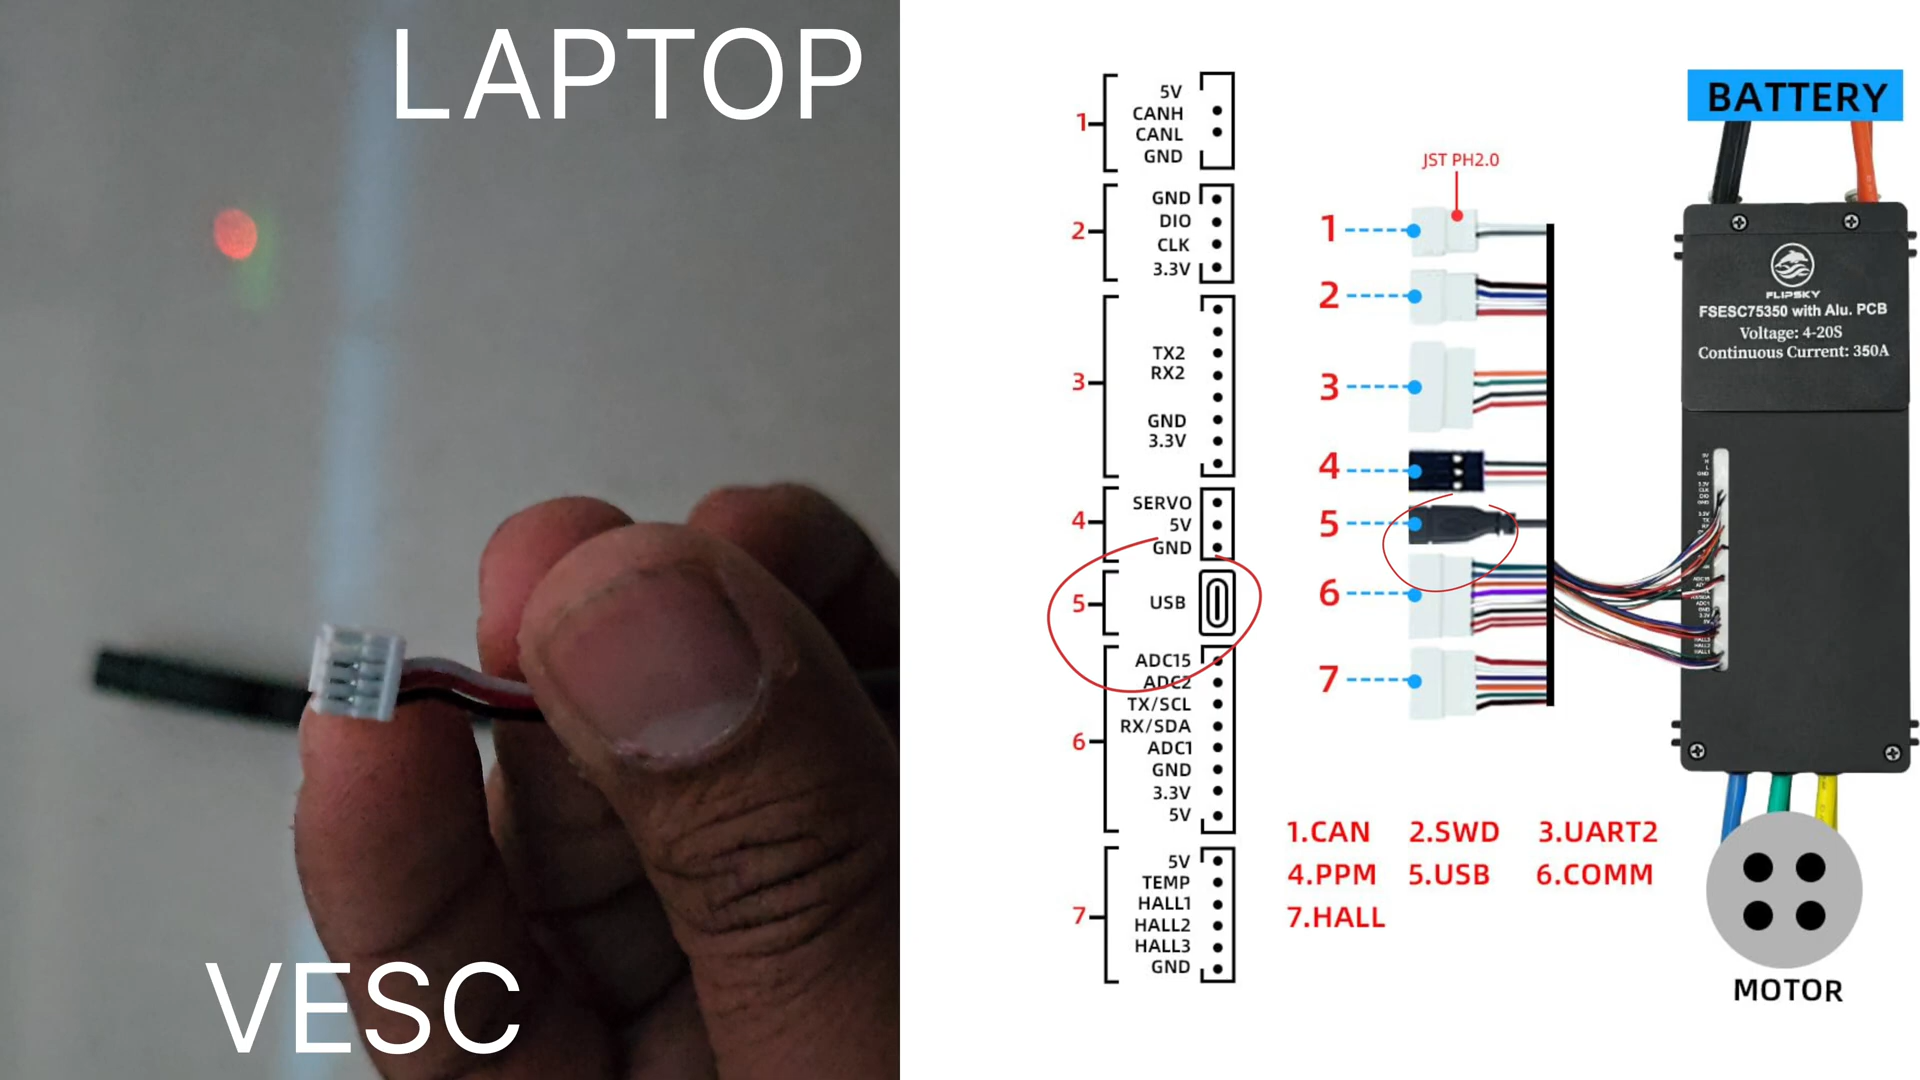 LAPTOP
VESC
1
5V
CANH
CANL
GND
2
GND
DIO
CLK
3.3V
3
TX2
RX2
GND
3.3V
4
SERVO
5V
GND
5
USB
6
ADC15
ADC2
TX/SCL
RX/SDA
ADC1
GND
3.3V
5V
7
5V
TEMP
HALL1
HALL2
HALL3
GND
JST PH2.0
1
2
3
4
5
6
7
1.CAN 2.SWD 3.UART2
4.PPM 5.USB 6.COMM
7.HALL
BATTERY
FLIPSKY
FSESC75350 with Alu. PCB
Voltage: 4-20S
Continuous Current: 350A
MOTOR